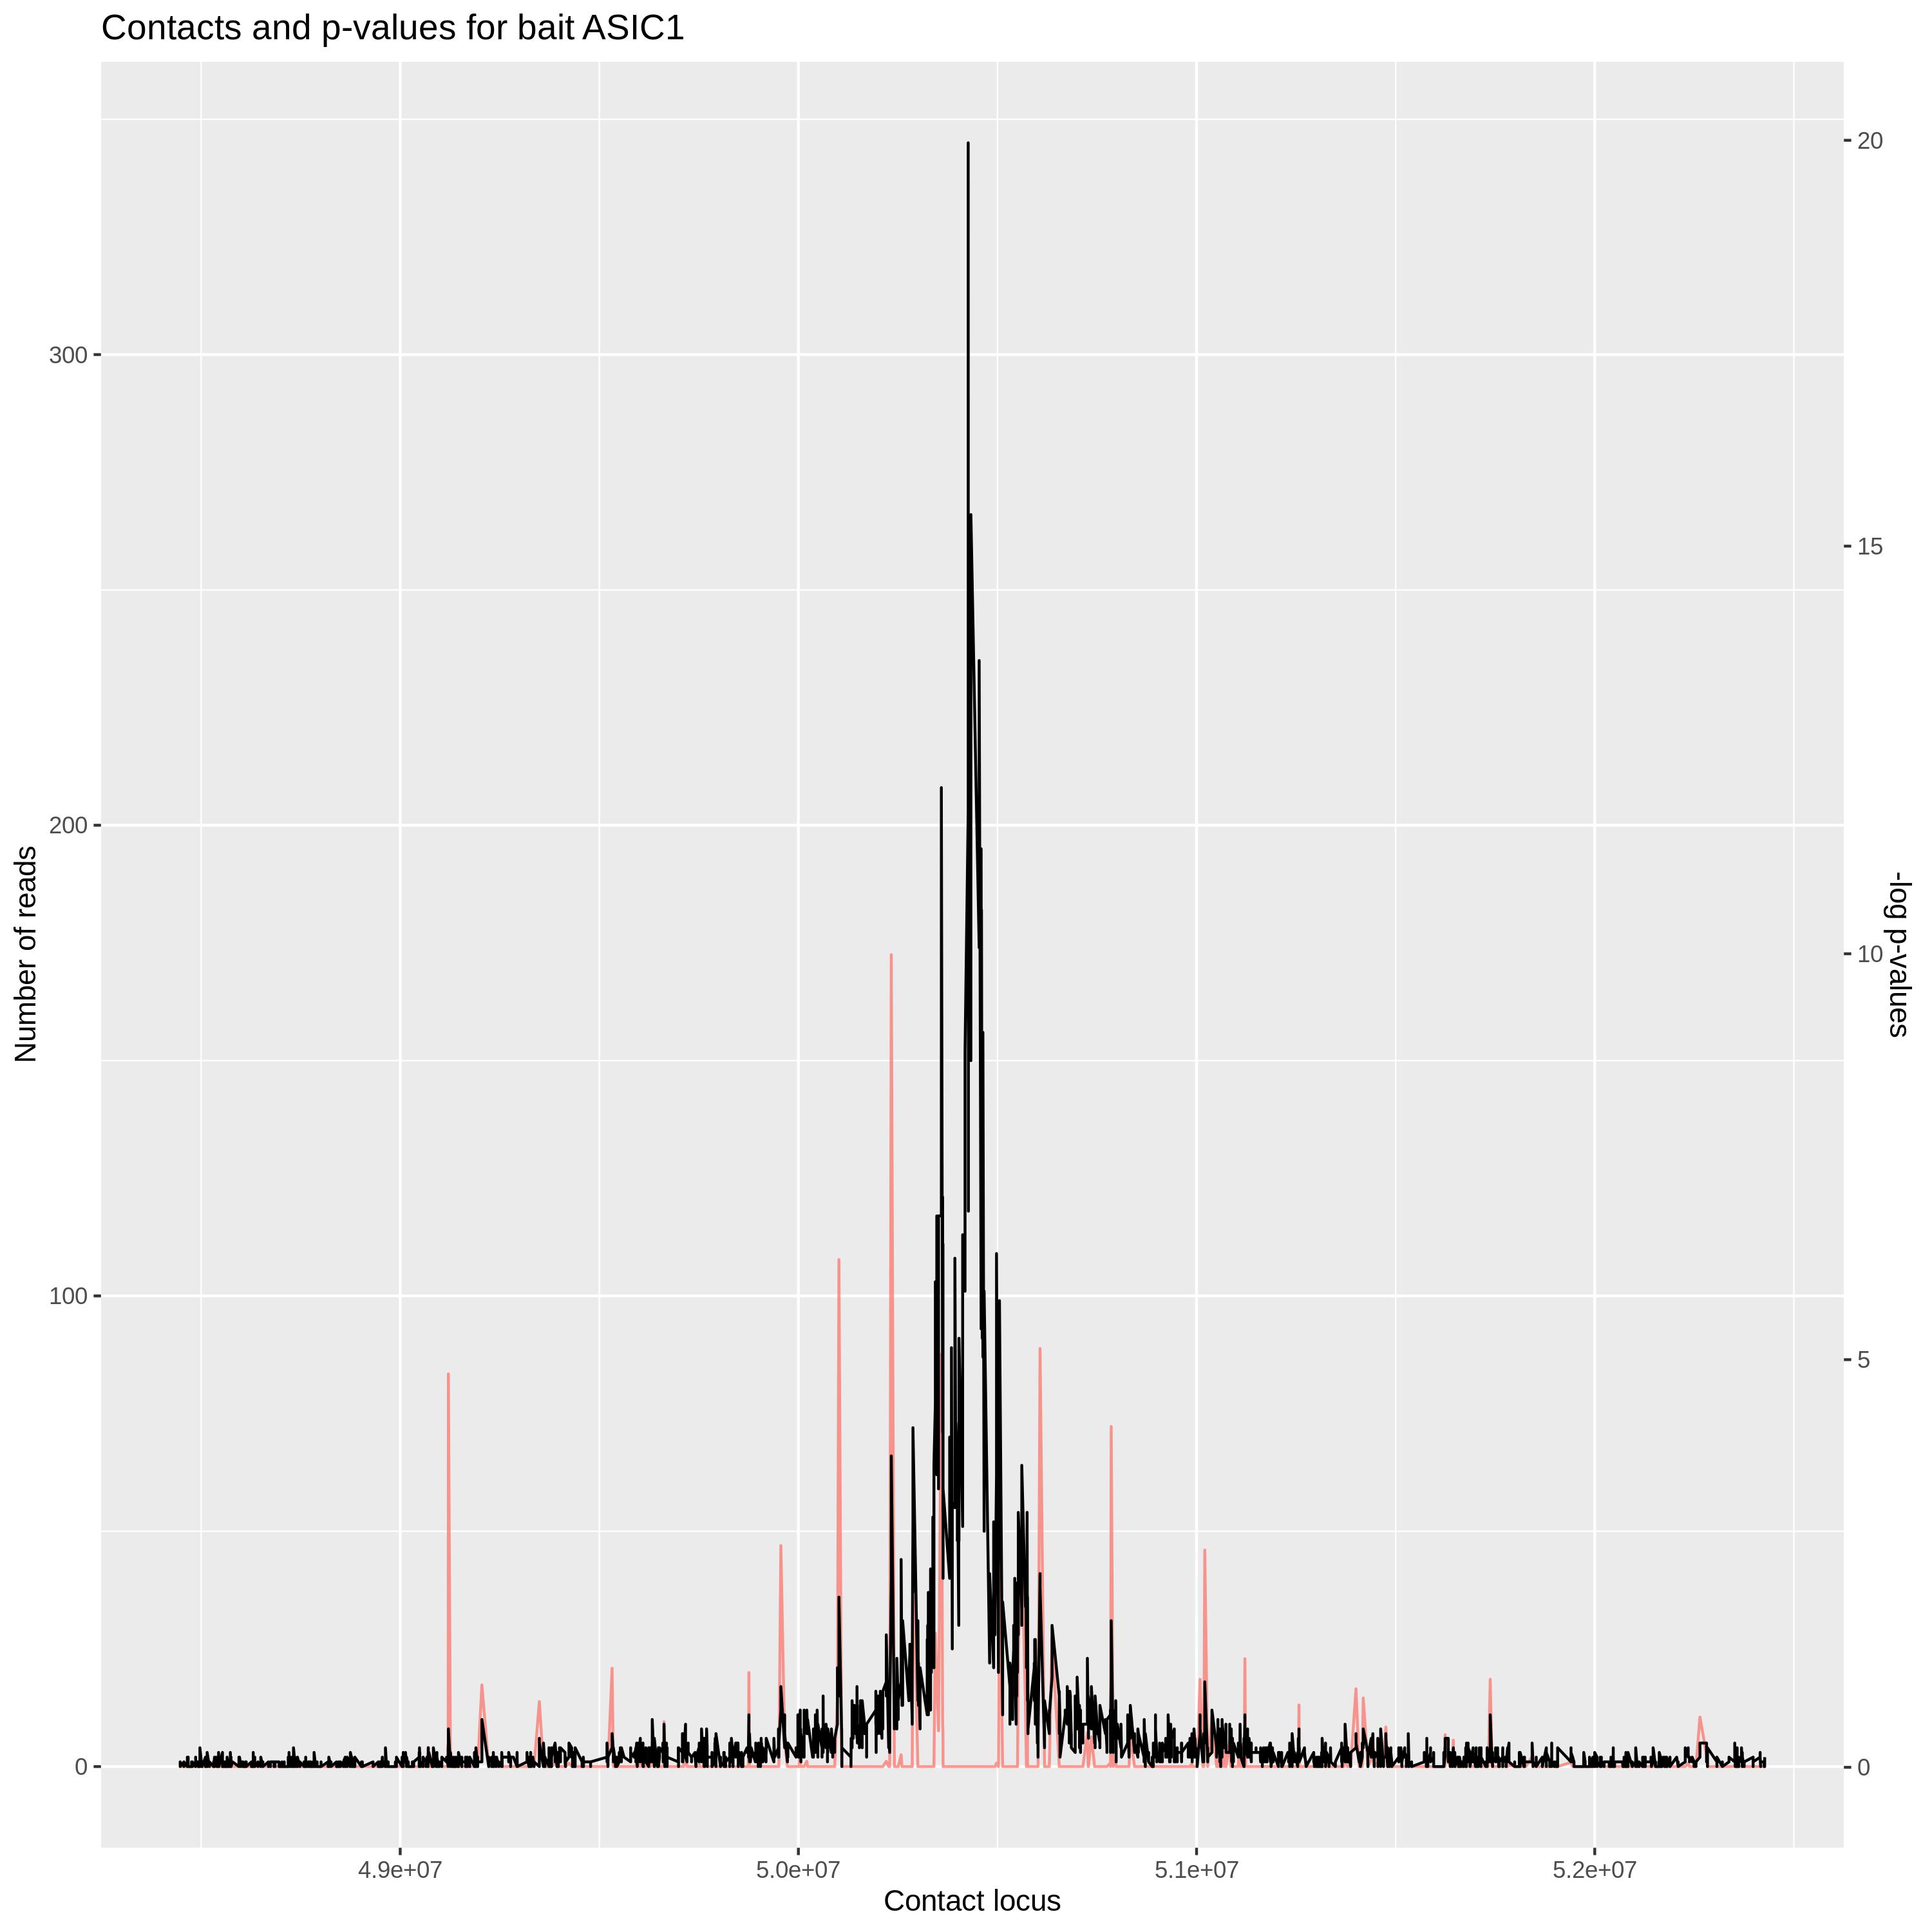 Contacts and p-values for bait ASIC1
Number of reads
300
200
100
0
20
15
10
5
0
-log p-values
4.9e+07
5.0e+07
5.1e+07
5.2e+07
Contact locus